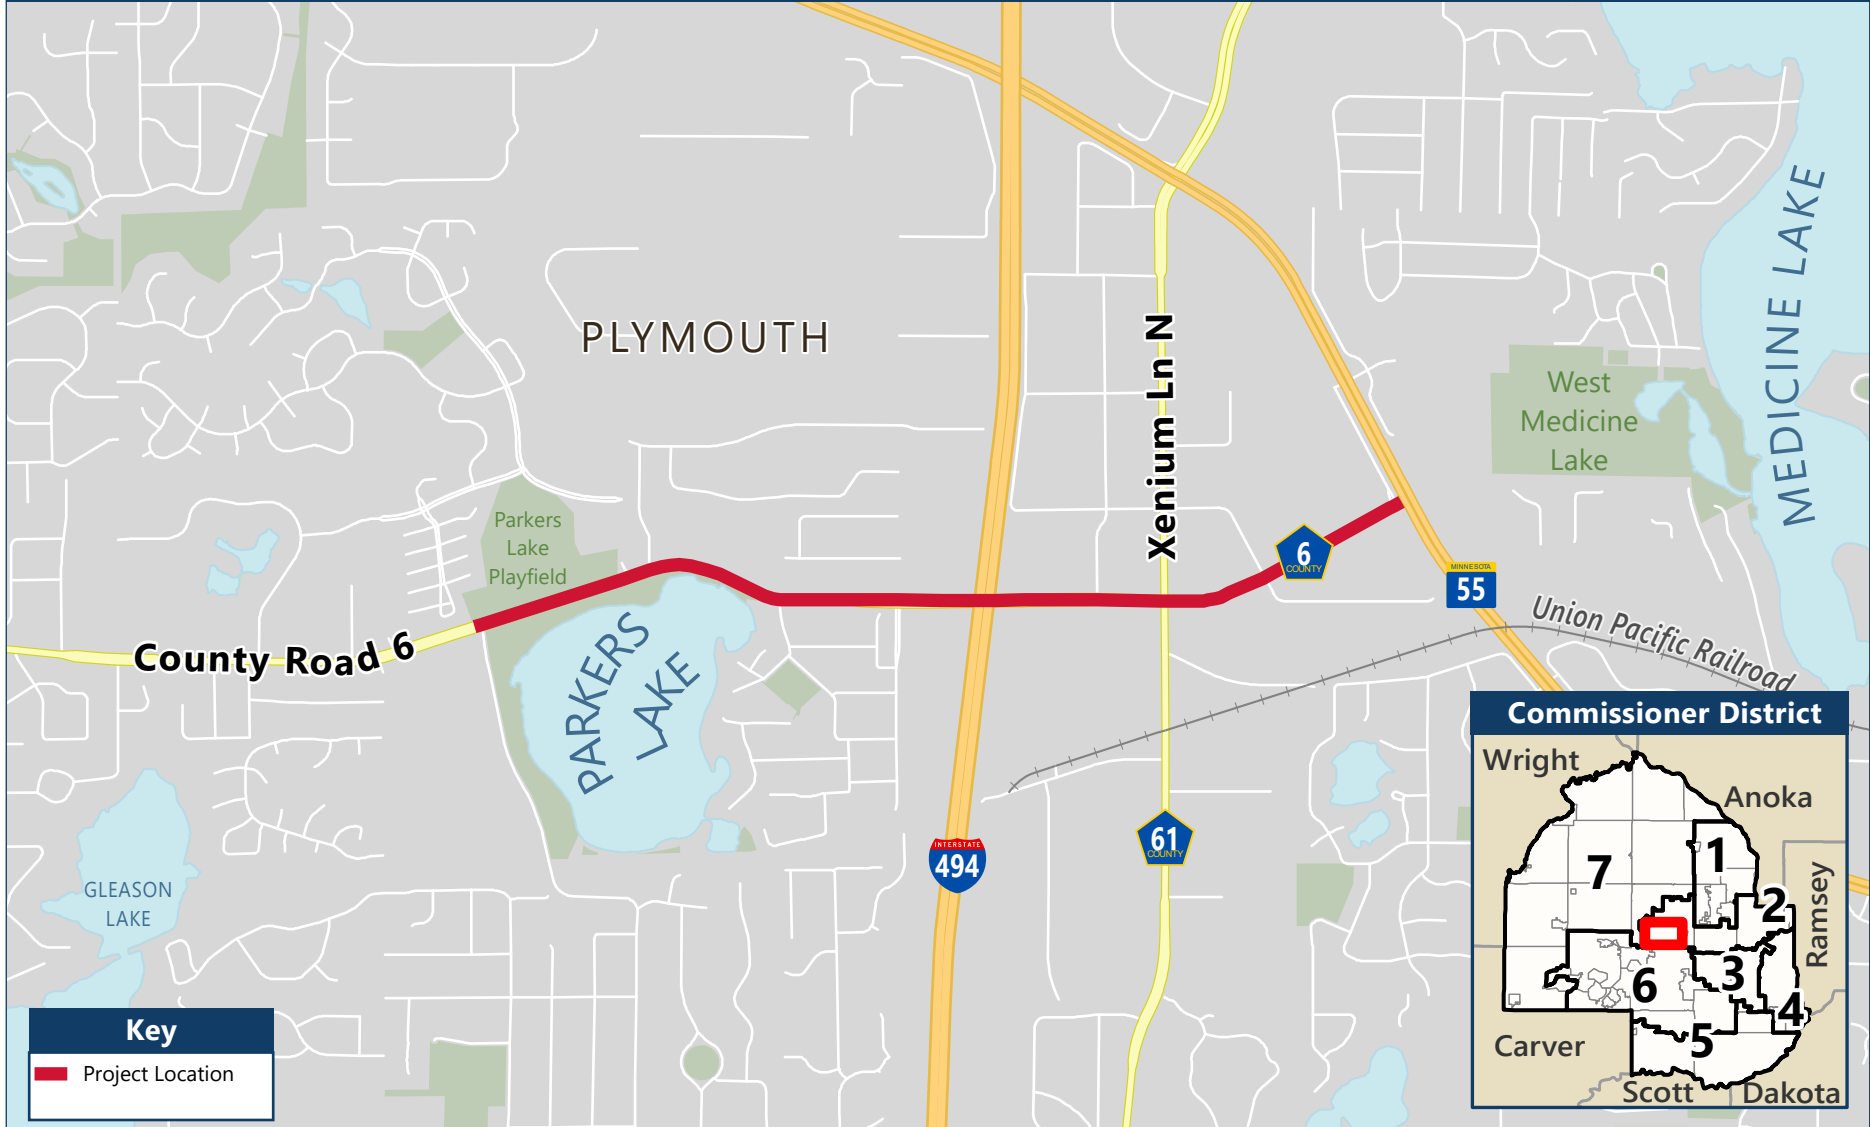 PLYMOUTH
MEDICINE LAKE
West
Medicine
Lake
Xenium Ln N
Parkers
Lake
Playfield
6
COUNTY
MINNESOTA
55
Union Pacific Railroad
County Road 6
PARKERS
LAKE
INTERSTATE
494
61
COUNTY
GLEASON
LAKE
Key
Project Location
Commissioner District
Wright
Anoka
1
7
2
Ramsey
3
6
4
5
Carver
Scott
Dakota